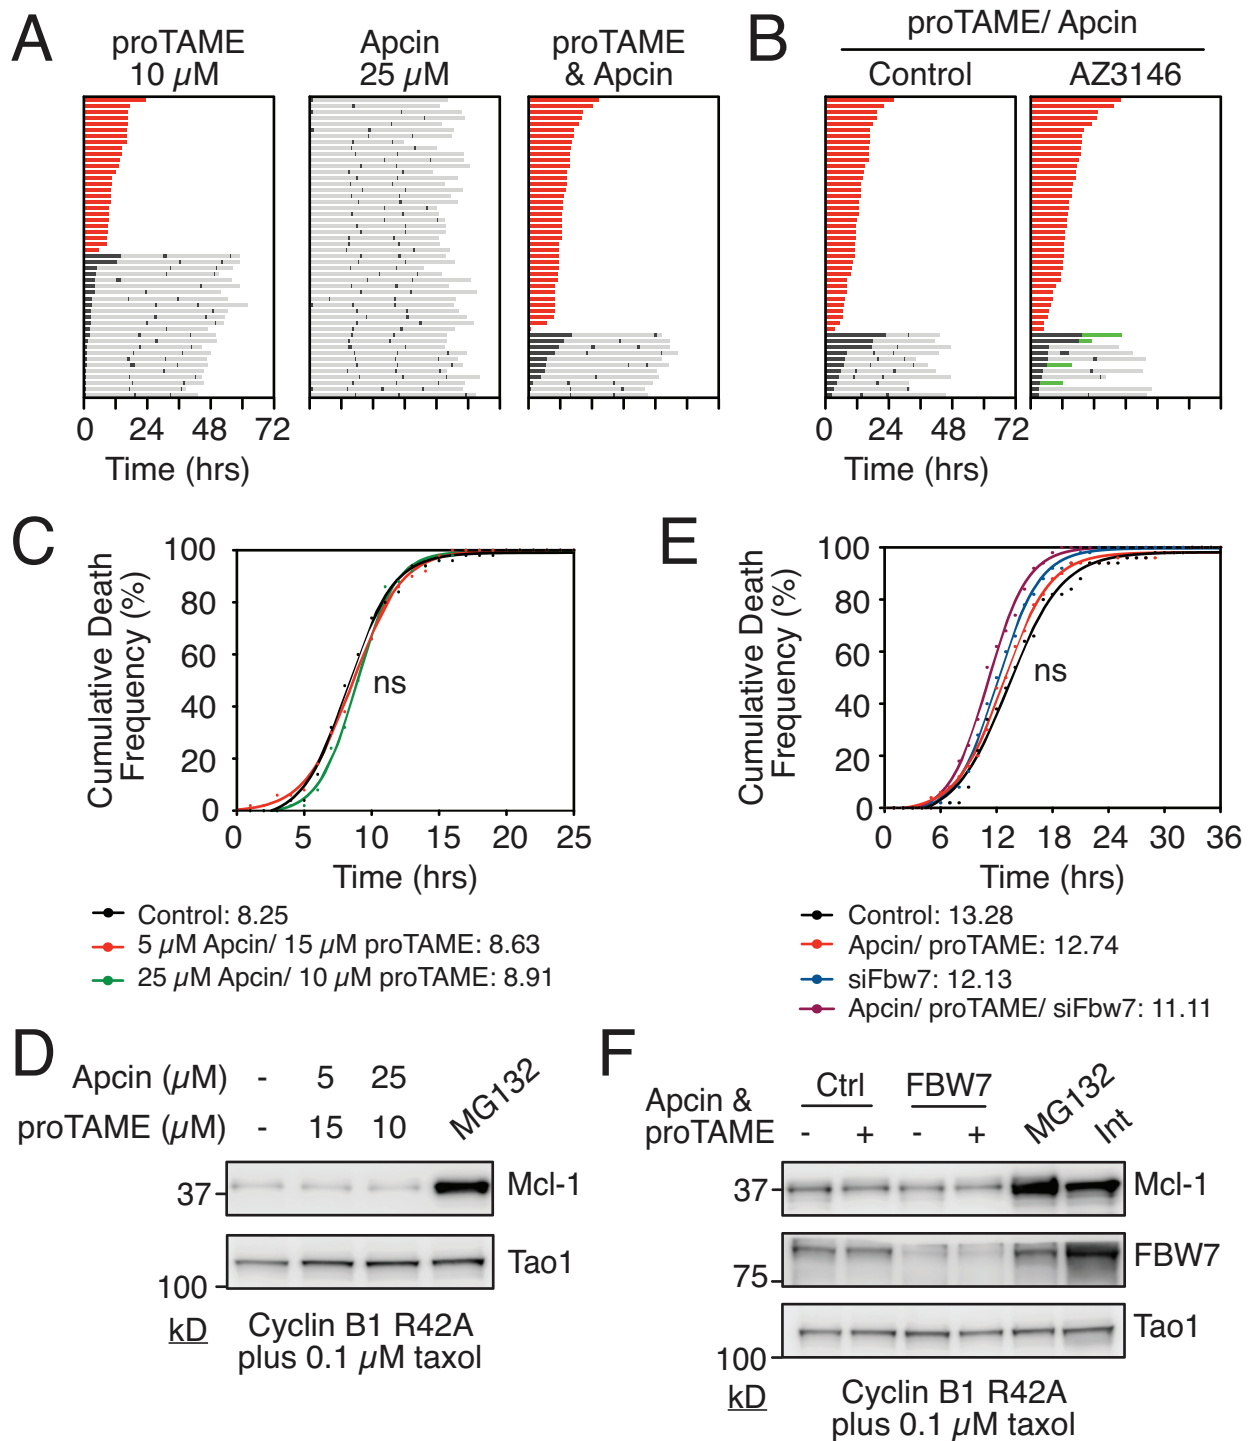 A
proTAME
10 µM
Apcin
25 µM
proTAME
& Apcin
0 24 48 72
Time (hrs)
B
proTAME/ Apcin
Control
AZ3146
0 24 48 72
Time (hrs)
C
Cumulative Death
Frequency (%)
100
80
60
40
20
0
ns
0 5 10 15 20 25
Time (hrs)
Control: 8.25
5 µM Apcin/ 15 µM proTAME: 8.63
25 µM Apcin/ 10 µM proTAME: 8.91
E
Cumulative Death
Frequency (%)
100
80
60
40
20
0
ns
0 6 12 18 24 30 36
Time (hrs)
Control: 13.28
Apcin/ proTAME: 12.74
siFbw7: 12.13
Apcin/ proTAME/ siFbw7: 11.11
D
Apcin (µM) - 5 25
proTAME (µM) - 15 10
MG132
37 Mcl-1
Tao1
100
kD
Cyclin B1 R42A
plus 0.1 µM taxol
F
Apcin &
proTAME
Ctrl FBW7
- + - +
MG132
Int
37 Mcl-1
FBW7
75
Tao1
100
kD
Cyclin B1 R42A
plus 0.1 µM taxol